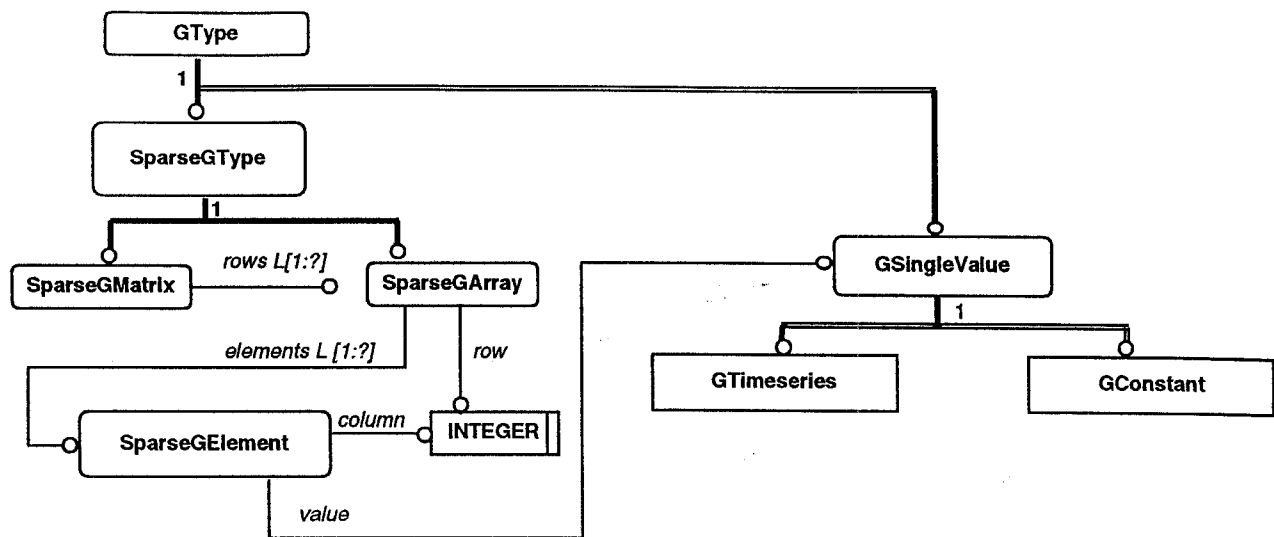 GType
1
SparseGType
1
rows L[1:?]
SparseGMatrix
SparseGArray
GSingleValue
1
elements L [1:?]
row
GTimeseries
GConstant
column
INTEGER
SparseGElement
value